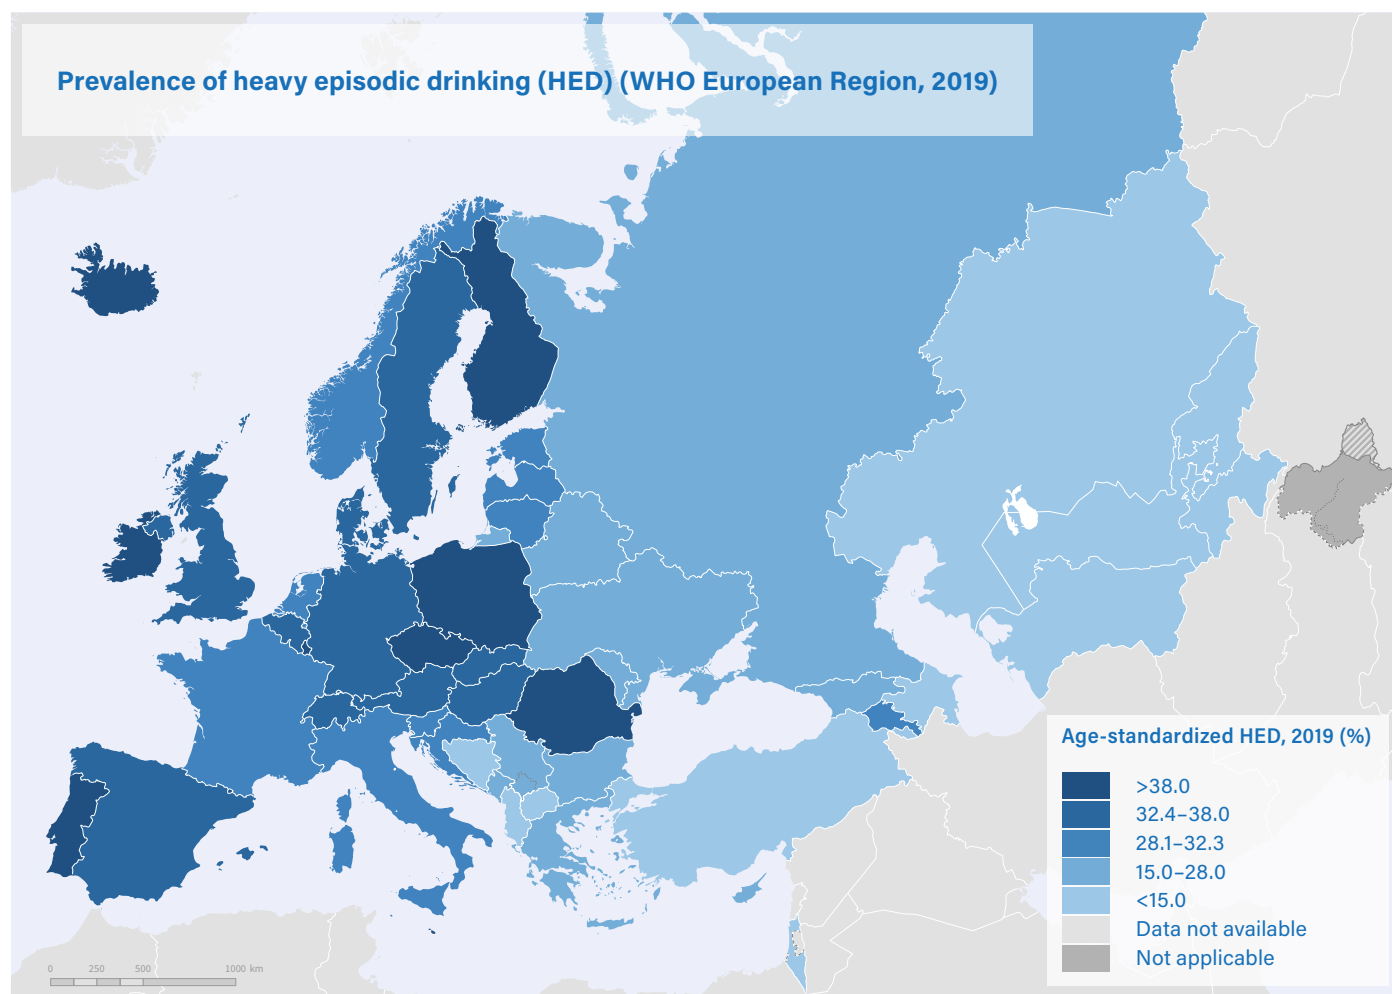 Prevalence of heavy episodic drinking (HED) (WHO European Region, 2019)
Age-standardized HED, 2019 (%)
>38.0
32.4–38.0
28.1–32.3
15.0–28.0
<15.0
Data not available
Not applicable
0 250 500 1000 km